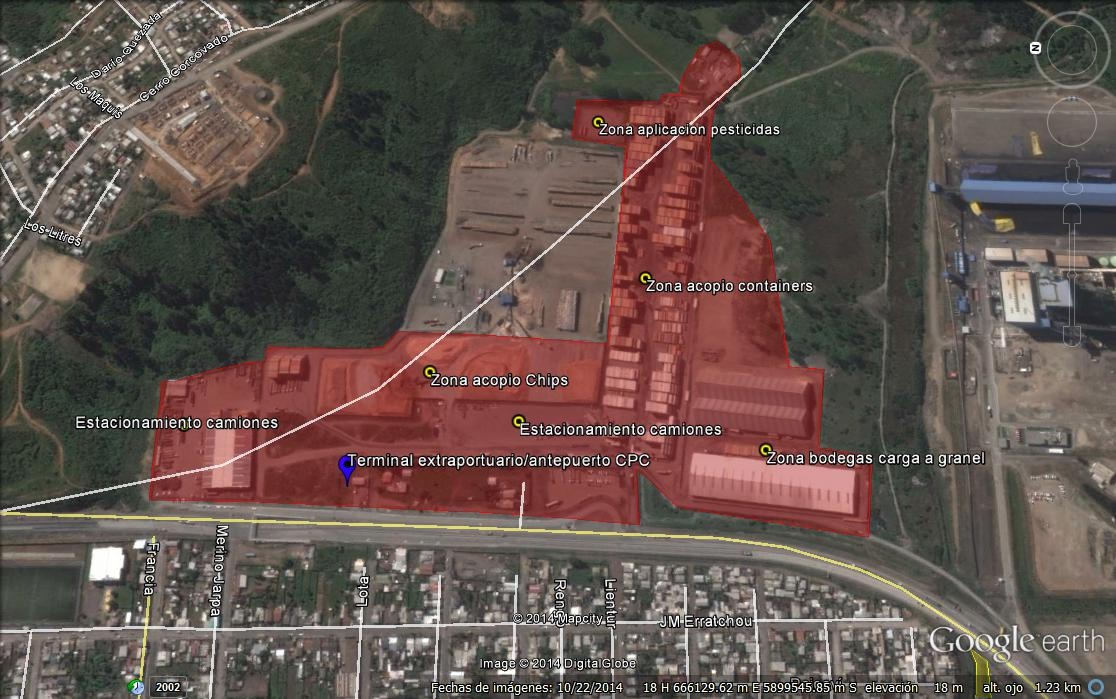 Darío Quezada
Cerro Corcovado
Los Maquis
N
Zona aplicacion pesticidas
Los Litres
Zona acopio containers
Zona acopio Chips
Estacionamiento camiones
Estacionamiento camiones
Terminal extraportuario/antepuerto CPC
Zona bodegas carga a granel
Francia
Merino Jarpa
Lota
Rengo
Lientur
© 2014 Mapcity
JM Erratchou
Google earth
Image © 2014 DigitalGlobe
2002
Fechas de imágenes: 10/22/2014 18 H 666129.62 m E 5899545.85 m S elevación 18 m alt. ojo 1.23 km